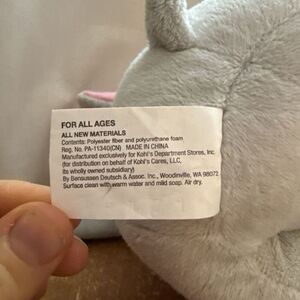 FOR ALL AGES
ALL NEW MATERIALS
Contents: Polyester fiber and polyurethane foam
Reg. No. PA-11340(CN) MADE IN CHINA
Manufactured exclusively for Kohl's Department Stores, Inc.
(for distribution on behalf of Kohl's Cares, LLC,
its wholly owned subsidiary)
By Bensussen Deutsch & Assoc. Inc., Woodinville, WA 98072
Surface clean with warm water and mild soap. Air dry.